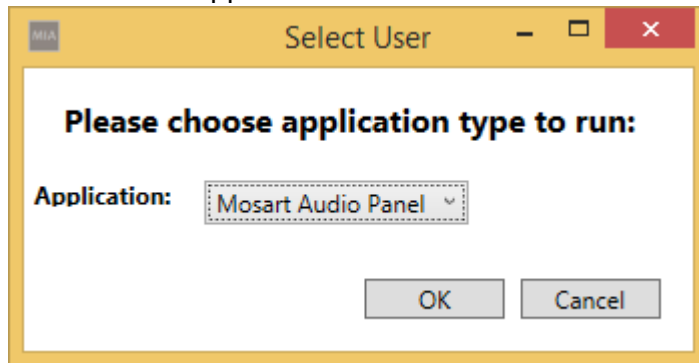 MIA
Select User
Please choose application type to run:
Application:
Mosart Audio Panel
OK
Cancel